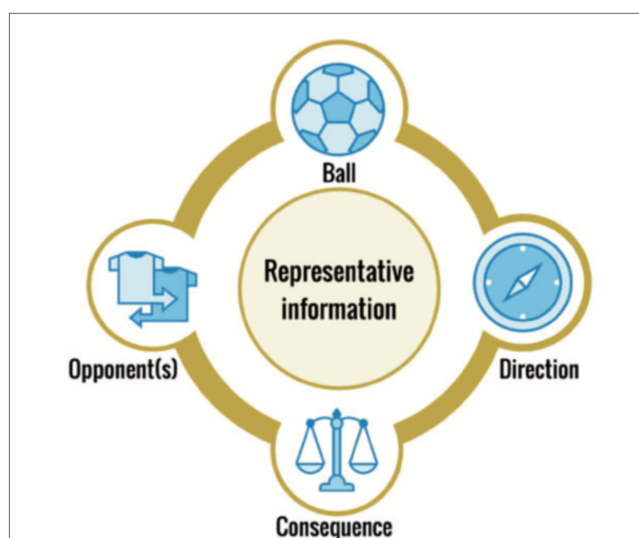 Ball
Representative
information
Opponent(s)
Direction
Consequence